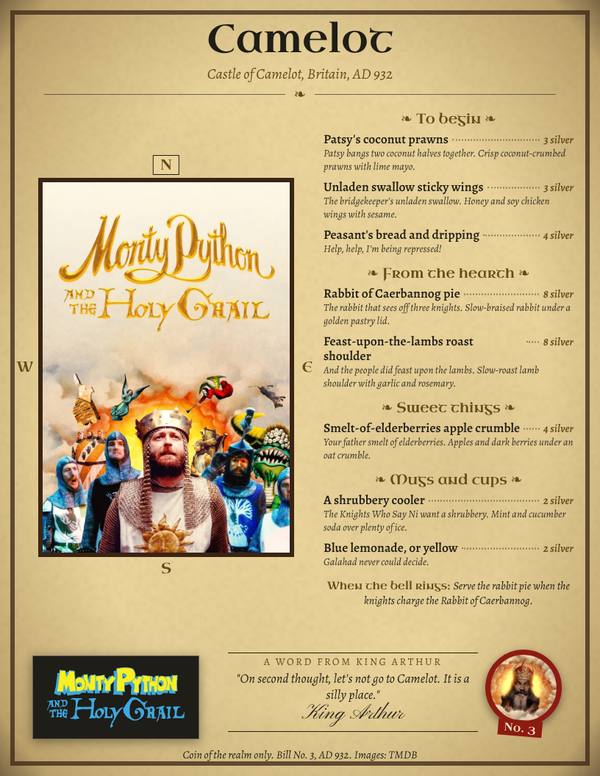 Camelot
Castle of Camelot, Britain, AD 932
N
Monty Python
AND THE Holy Grail
W
E
S
To begin
Patsy's coconut prawns 3 silver
Patsy bangs two coconut halves together. Crisp coconut-crumbed
prawns with lime mayo.
Unladen swallow sticky wings 3 silver
The bridgekeeper's unladen swallow. Honey and soy chicken
wings with sesame.
Peasant's bread and dripping 4 silver
Help, help, I'm being repressed!
From the hearth
Rabbit of Caerbannog pie 8 silver
The rabbit that sees off three knights. Slow-braised rabbit under a
golden pastry lid.
Feast-upon-the-lambs roast
shoulder 8 silver
And the people did feast upon the lambs. Slow-roast lamb
shoulder with garlic and rosemary.
Sweet things
Smelt-of-elderberries apple crumble 4 silver
Your father smelt of elderberries. Apples and dark berries under an
oat crumble.
Mugs and cups
A shrubbery cooler 2 silver
The Knights Who Say Ni want a shrubbery. Mint and cucumber
soda over plenty of ice.
Blue lemonade, or yellow 2 silver
Galahad never could decide.
When the bell rings: Serve the rabbit pie when the
knights charge the Rabbit of Caerbannog.
Monty Python
AND THE Holy Grail
A WORD FROM KING ARTHUR
"On second thought, let's not go to Camelot. It is a
silly place."
King Arthur
No. 3
Coin of the realm only. Bill No. 3, AD 932. Images: TMDB